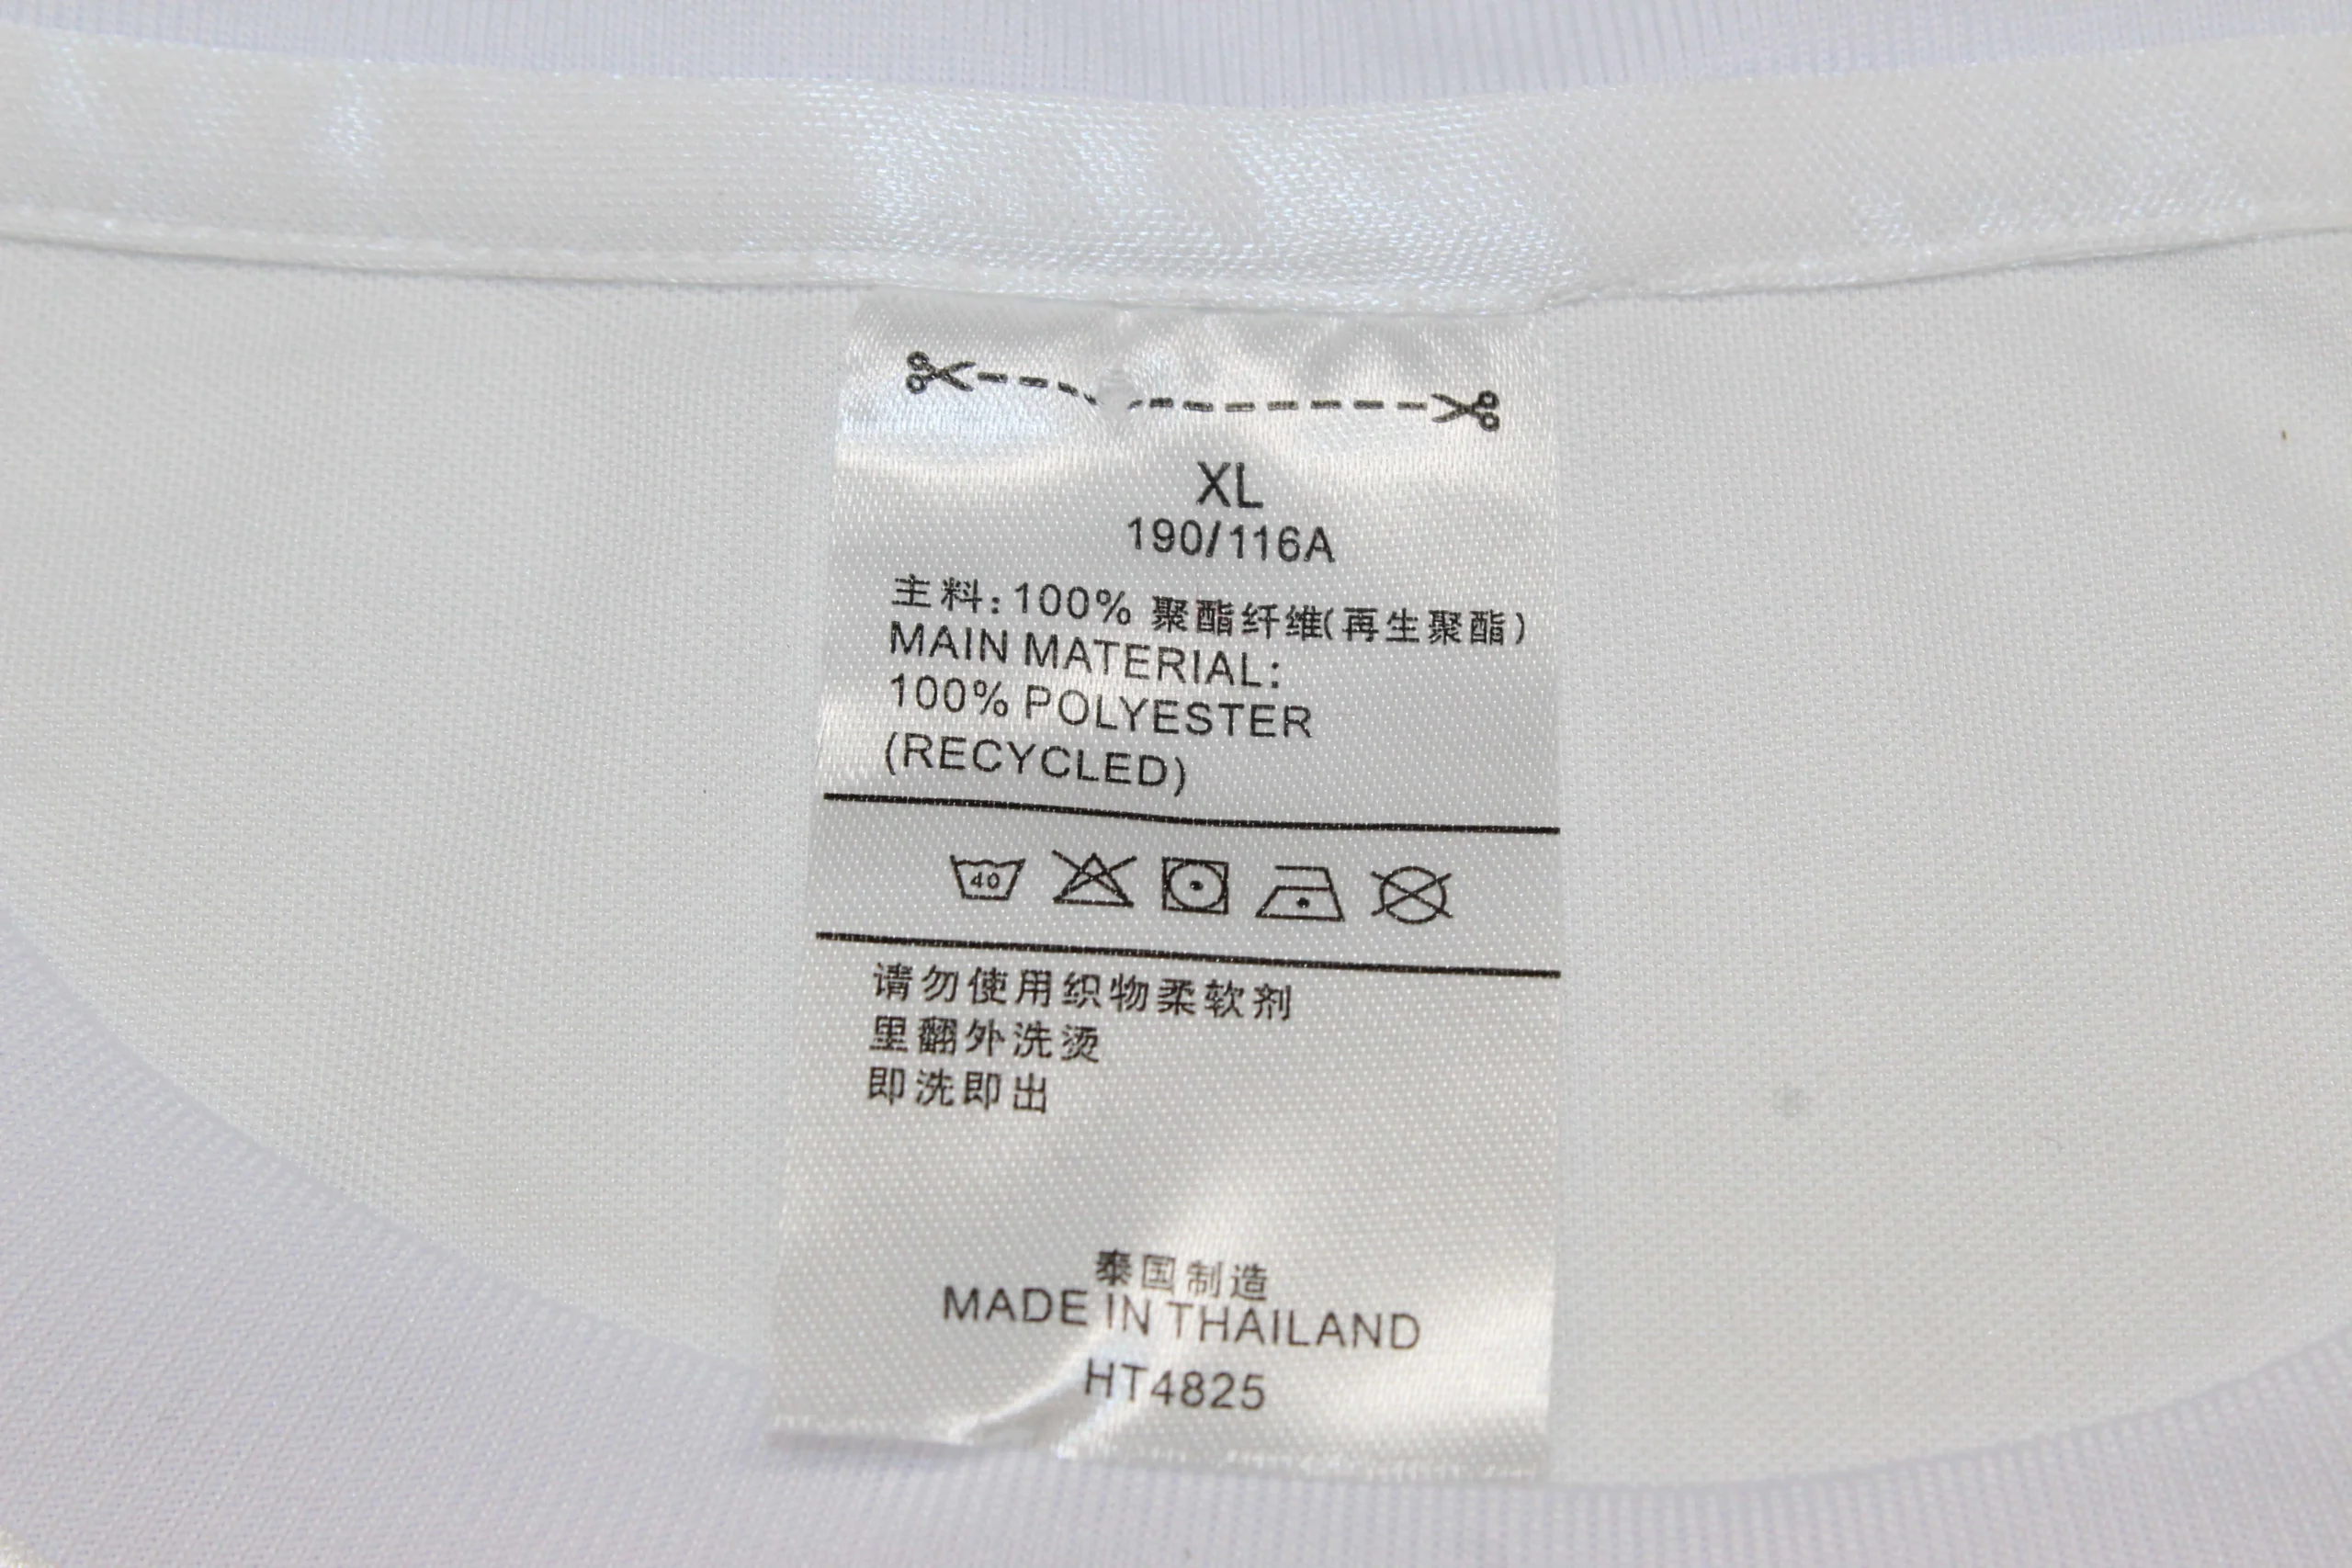 XL
190/116A
主料: 100% 聚酯纤维(再生聚酯)
MAIN MATERIAL:
100% POLYESTER
(RECYCLED)
40
请勿使用织物柔软剂
里翻外洗烫
即洗即出
泰国制造
MADE IN THAILAND
HT4825